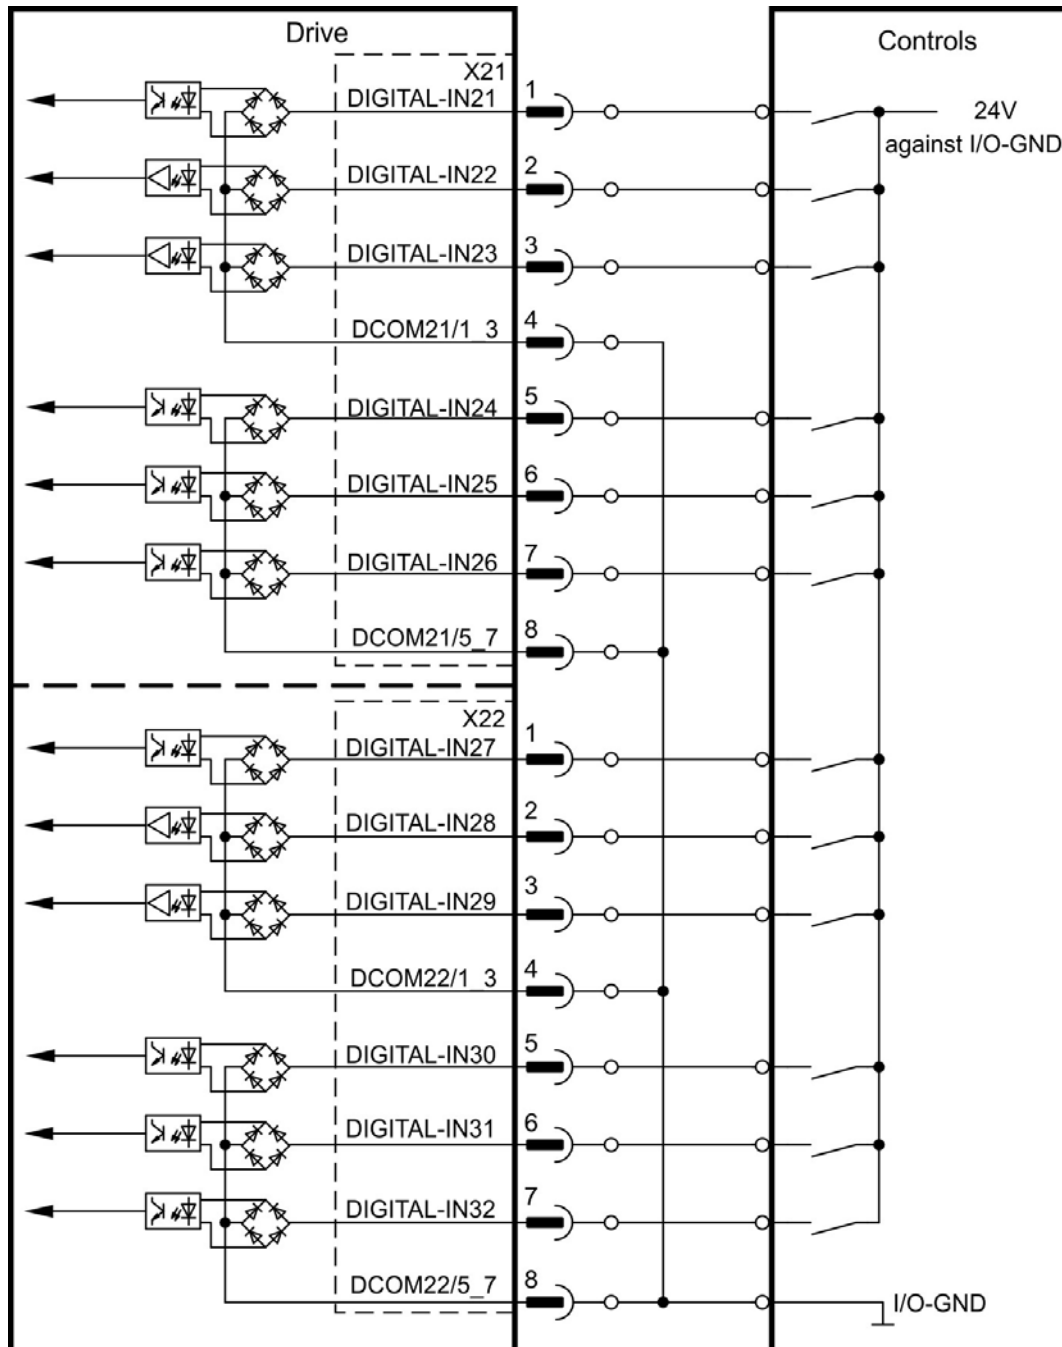 Drive
Controls
X21
DIGITAL-IN21
1
24V
against I/O-GND
DIGITAL-IN22
2
DIGITAL-IN23
3
DCOM21/1_3
4
DIGITAL-IN24
5
DIGITAL-IN25
6
DIGITAL-IN26
7
DCOM21/5_7
8
X22
DIGITAL-IN27
1
DIGITAL-IN28
2
DIGITAL-IN29
3
DCOM22/1_3
4
DIGITAL-IN30
5
DIGITAL-IN31
6
DIGITAL-IN32
7
DCOM22/5_7
8
I/O-GND